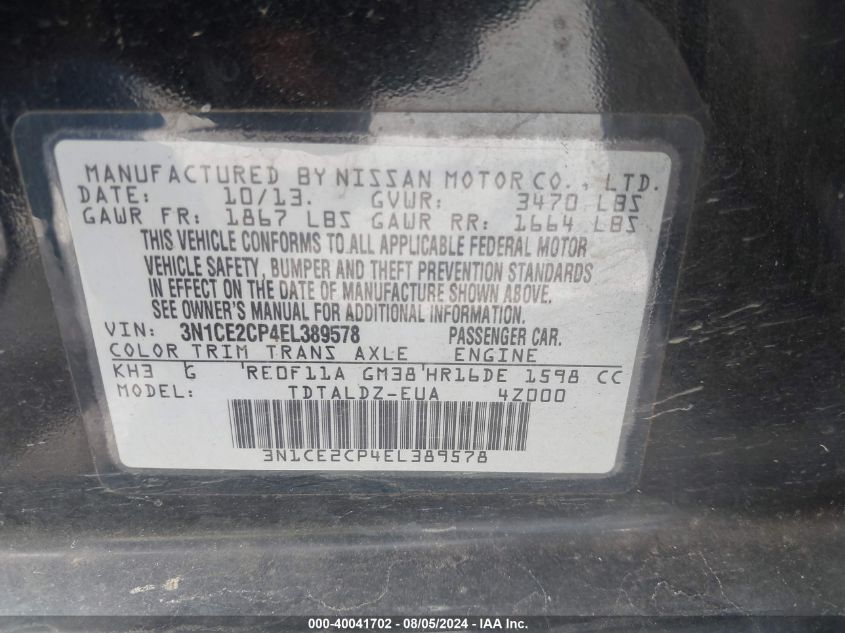 MANUFACTURED BY NISSAN MOTOR CO., LTD.
DATE: 10/13. GVWR: 3470 LBS
GAWR FR: 1867 LBS GAWR RR: 1664 LBS
THIS VEHICLE CONFORMS TO ALL APPLICABLE FEDERAL MOTOR
VEHICLE SAFETY, BUMPER AND THEFT PREVENTION STANDARDS
IN EFFECT ON THE DATE OF MANUFACTURE SHOWN ABOVE.
SEE OWNER'S MANUAL FOR ADDITIONAL INFORMATION.
VIN: 3N1CE2CP4EL389578 PASSENGER CAR.
COLOR TRIM TRANS AXLE ENGINE
KH3 G RE0F11A GM38 HR16DE 1598 CC
MODEL: TDTALDZ-EUA 4Z000
3N1CE2CP4EL389578
000-40041702 - 08/05/2024 - IAA Inc.